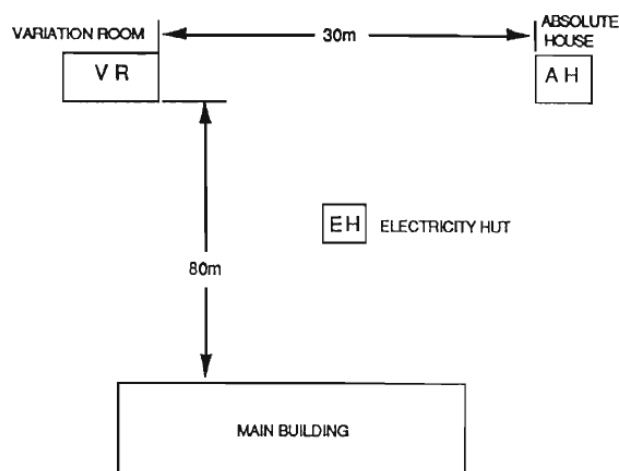 VARIATION ROOM
30m
ABSOLUTE
HOUSE
V R
A H
EH
ELECTRICITY HUT
80m
MAIN BUILDING